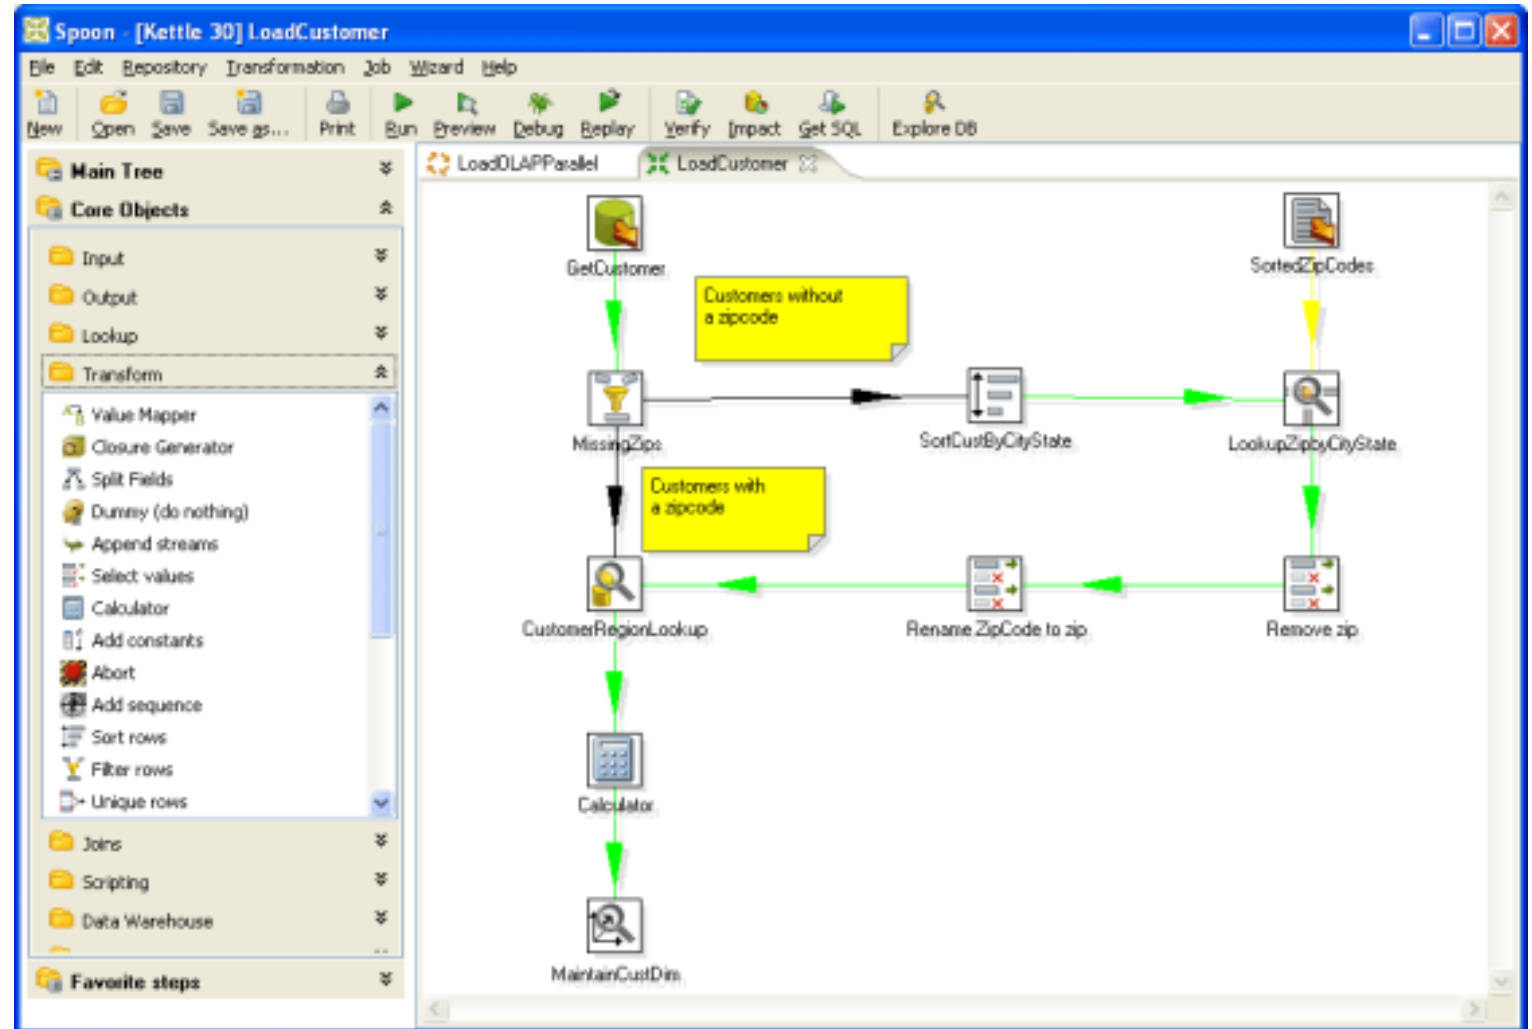 Spoon - [Kettle 30] LoadCustomer
File Edit Repository Transformation Job Wizard Help
New Open Save Save as... Print Run Preview Debug Replay Verify Impact Get SQL Explore DB
Main Tree
Core Objects
Input
Output
Lookup
Transform
Value Mapper
Closure Generator
Split Fields
Dummy (do nothing)
Append streams
Select values
Calculator
Add constants
Abort
Add sequence
Sort rows
Filter rows
Unique rows
Joins
Scripting
Data Warehouse
Favorite steps
LoadOLAPParallel LoadCustomer
GetCustomer
SortedZipCodes
Customers without
a zipcode
MissingZips
SortCustByCityState
LookupZipbyCityState
Customers with
a zipcode
CustomerRegionLookup
Rename ZipCode to zip
Remove zip
Calculator
MaintainCustDim